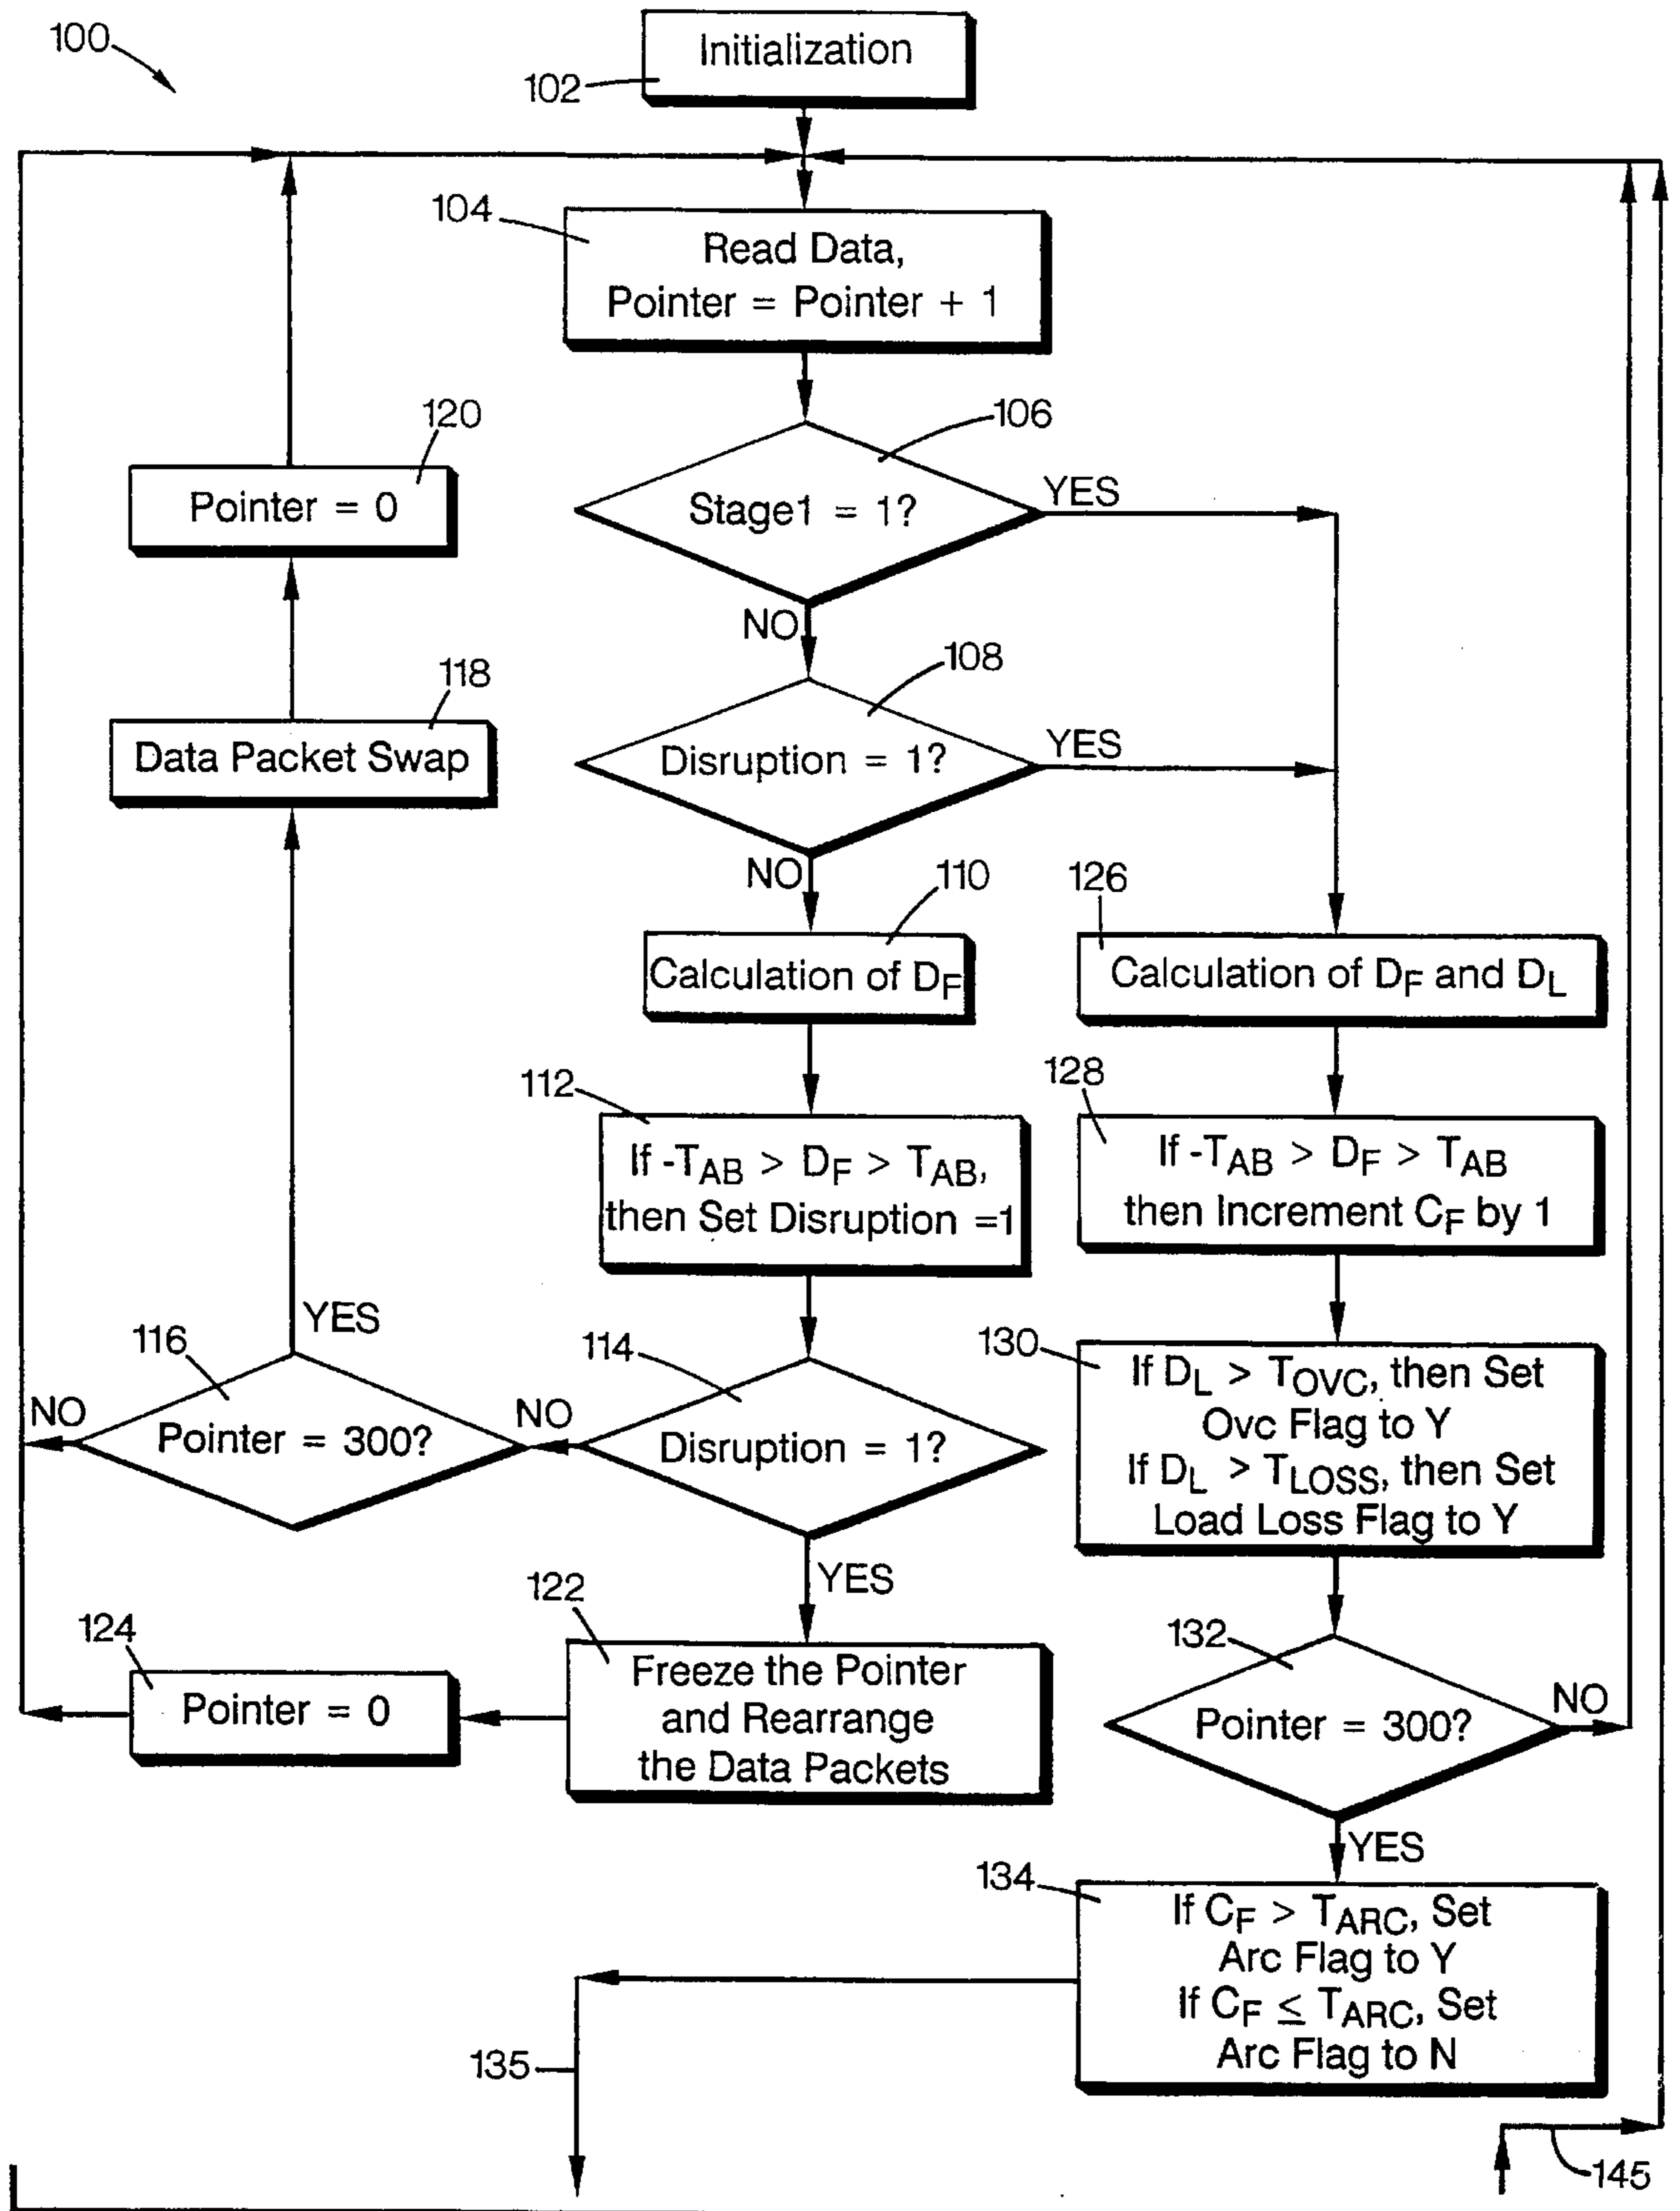 100
Initialization
102
104
Read Data,
Pointer = Pointer + 1
106
Stage1 = 1?
YES
NO
120
Pointer = 0
108
Disruption = 1?
YES
NO
118
Data Packet Swap
110
Calculation of DF
126
Calculation of DF and DL
112
If -TAB > DF > TAB,
then Set Disruption =1
128
If -TAB > DF > TAB
then Increment CF by 1
116
YES
Pointer = 300?
NO
114
NO
Disruption = 1?
YES
130
If DL > TOVC, then Set
Ovc Flag to Y
If DL > TLOSS, then Set
Load Loss Flag to Y
124
Pointer = 0
122
Freeze the Pointer
and Rearrange
the Data Packets
132
Pointer = 300?
NO
YES
134
If CF > TARC, Set
Arc Flag to Y
If CF ≤ TARC, Set
Arc Flag to N
135
145